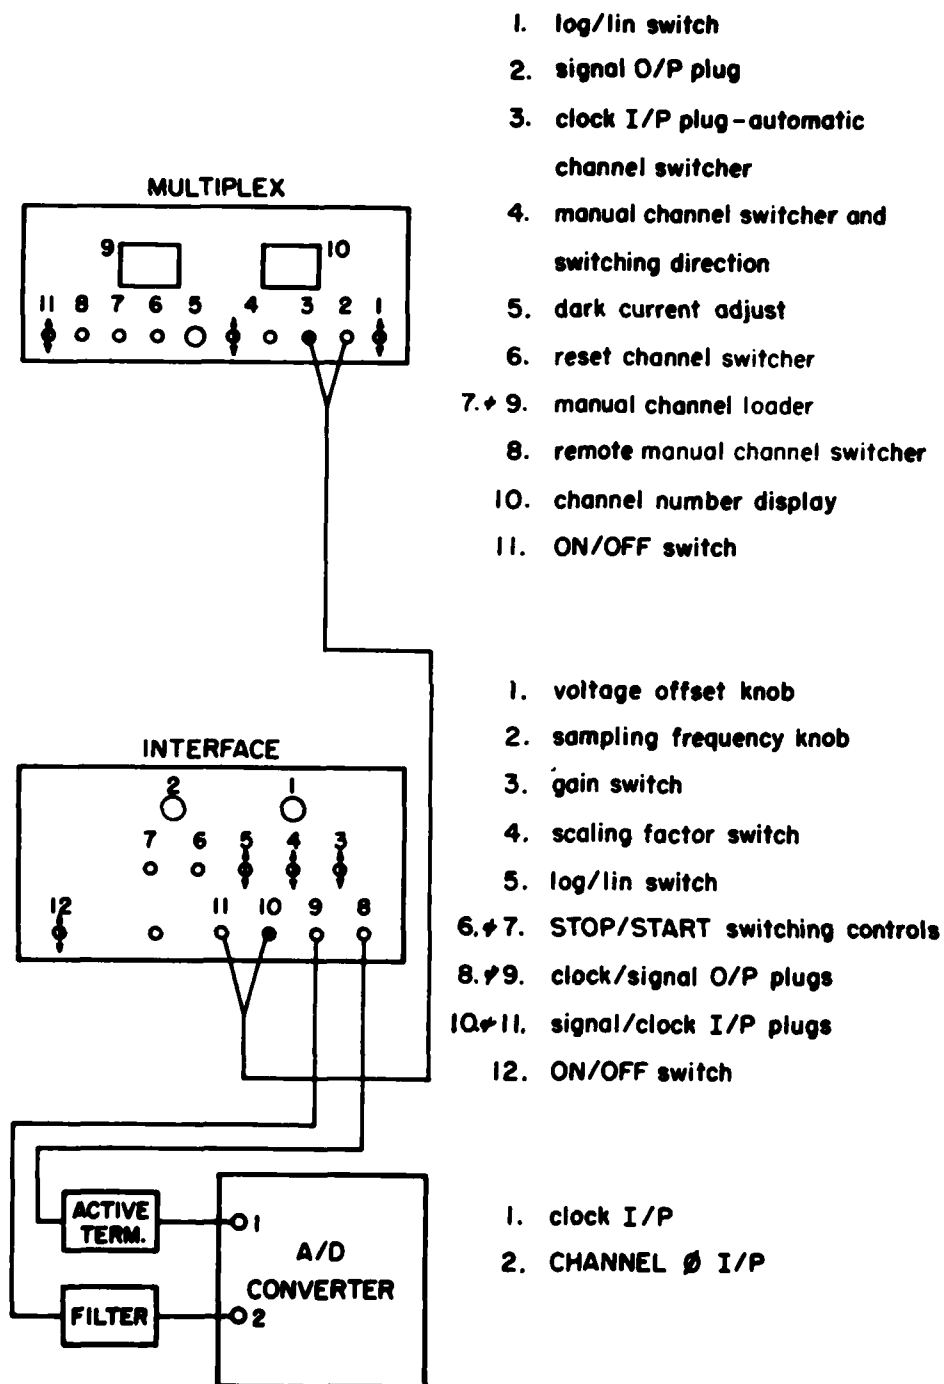 1. log/lin switch
2. signal O/P plug
3. clock I/P plug-automatic
channel switcher
4. manual channel switcher and
switching direction
5. dark current adjust
6. reset channel switcher
7.& 9. manual channel loader
8. remote manual channel switcher
10. channel number display
11. ON/OFF switch
MULTIPLEX
9 10
11 8 7 6 5 4 3 2 1
1. voltage offset knob
2. sampling frequency knob
3. gain switch
4. scaling factor switch
5. log/lin switch
6.& 7. STOP/START switching controls
8.& 9. clock/signal O/P plugs
10.& 11. signal/clock I/P plugs
12. ON/OFF switch
INTERFACE
2 1
7 6 5 4 3
12 11 10 9 8
ACTIVE
TERM.
FILTER
1
A/D
CONVERTER
2
1. clock I/P
2. CHANNEL Ø I/P